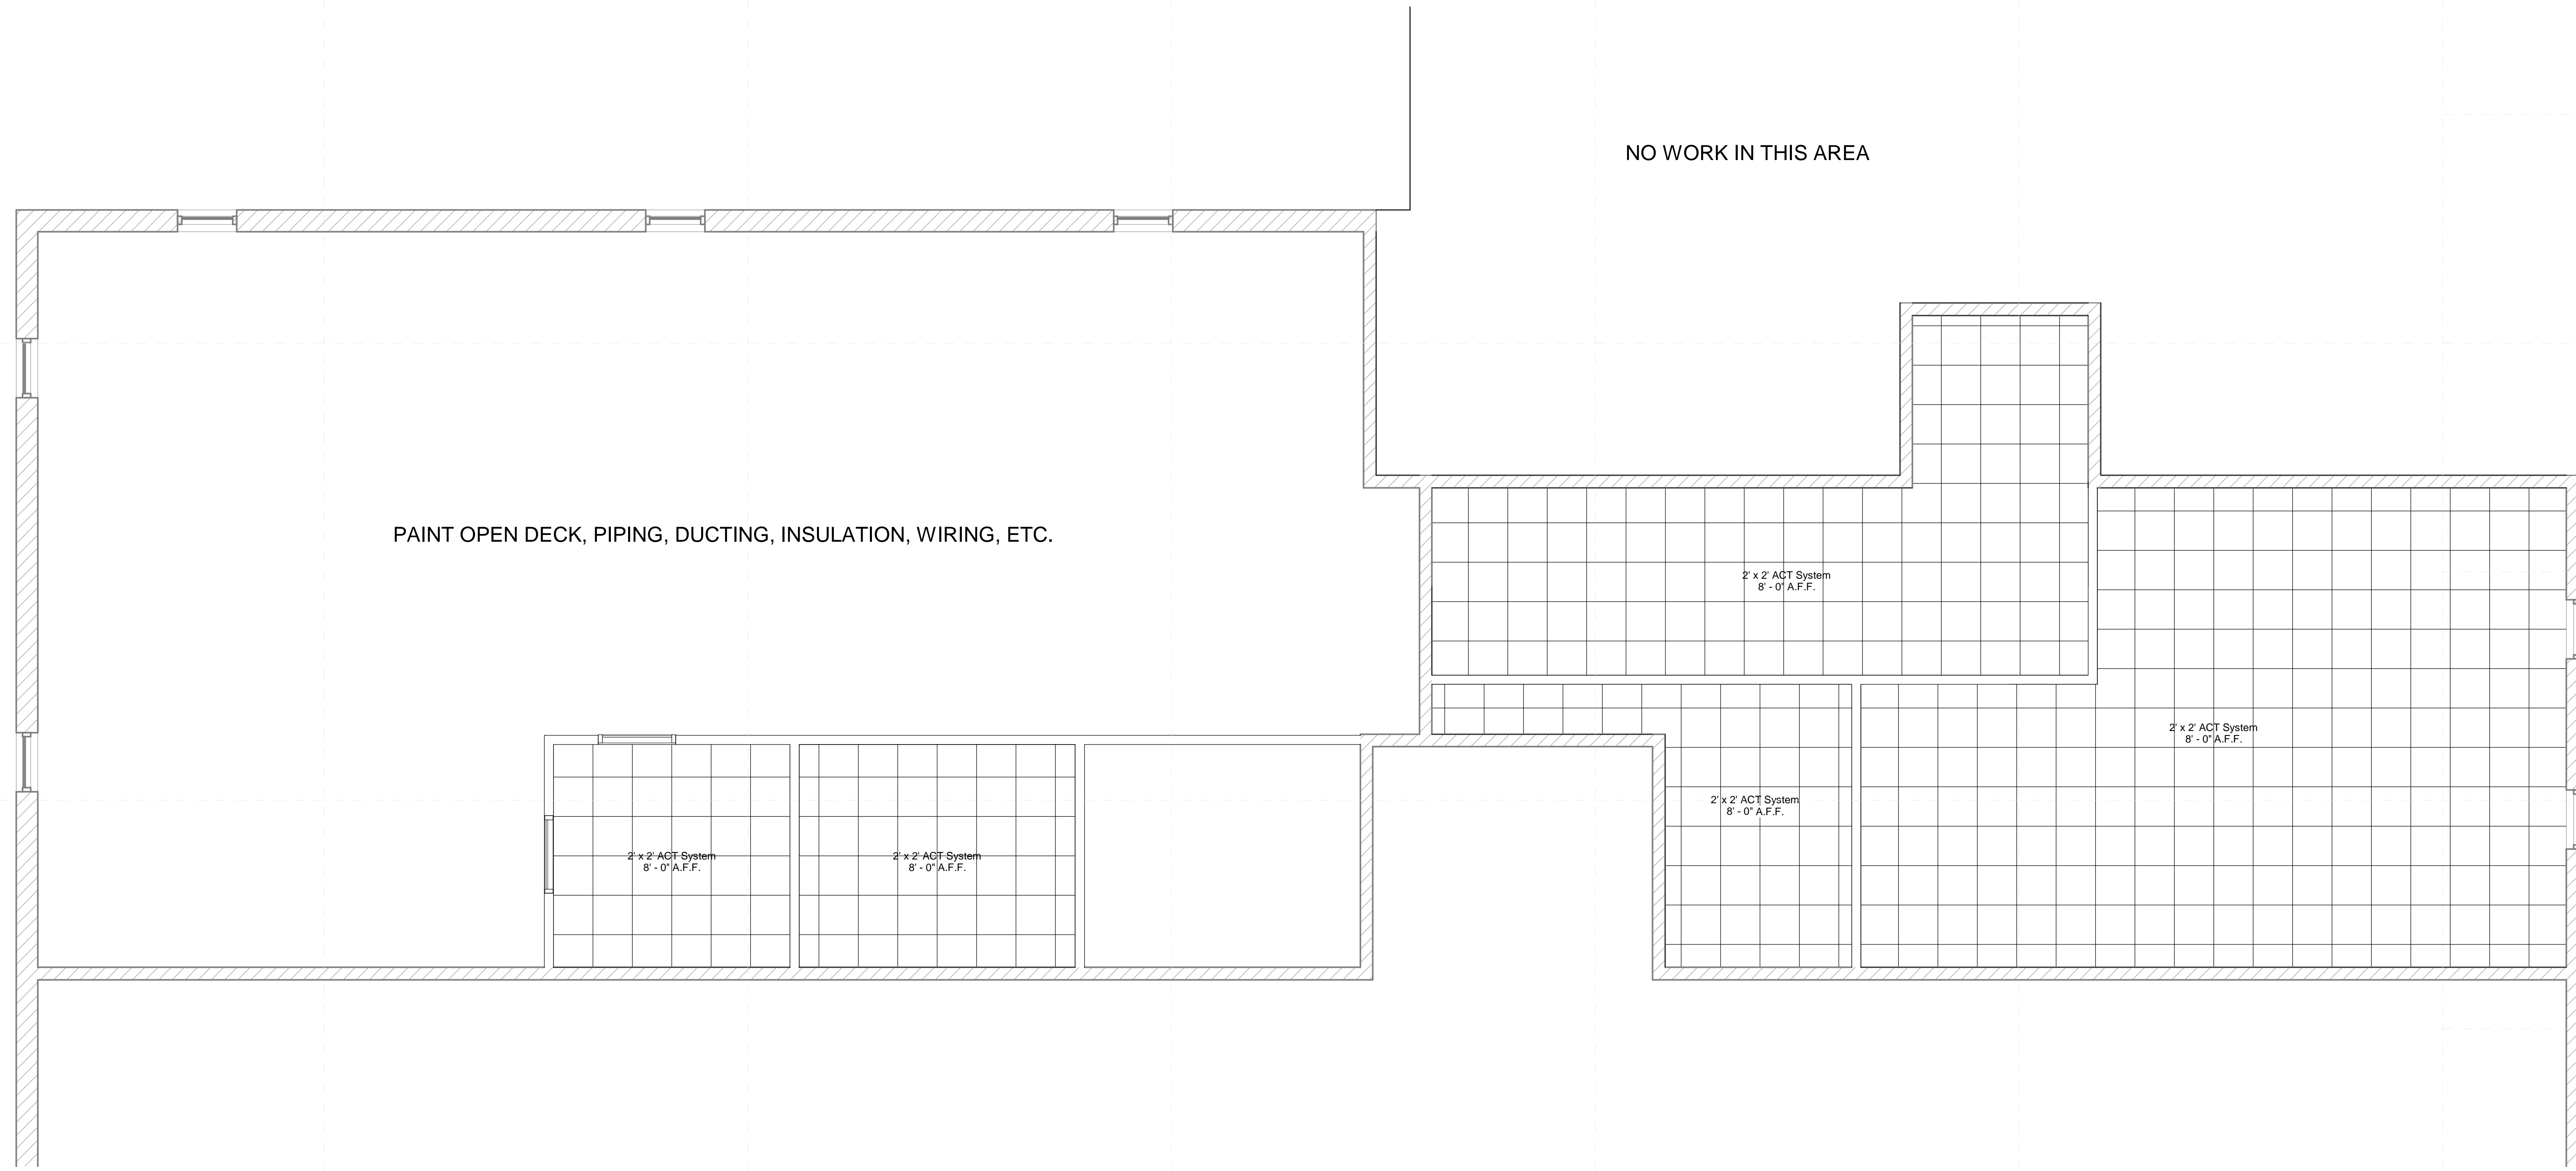 NO WORK IN THIS AREA
PAINT OPEN DECK, PIPING, DUCTING, INSULATION, WIRING, ETC.
2' x 2' ACT System
8' - 0" A.F.F.
2' x 2' ACT System
8' - 0" A.F.F.
2' x 2' ACT System
8' - 0" A.F.F.
2' x 2' ACT System
8' - 0" A.F.F.
2' x 2' ACT System
8' - 0" A.F.F.